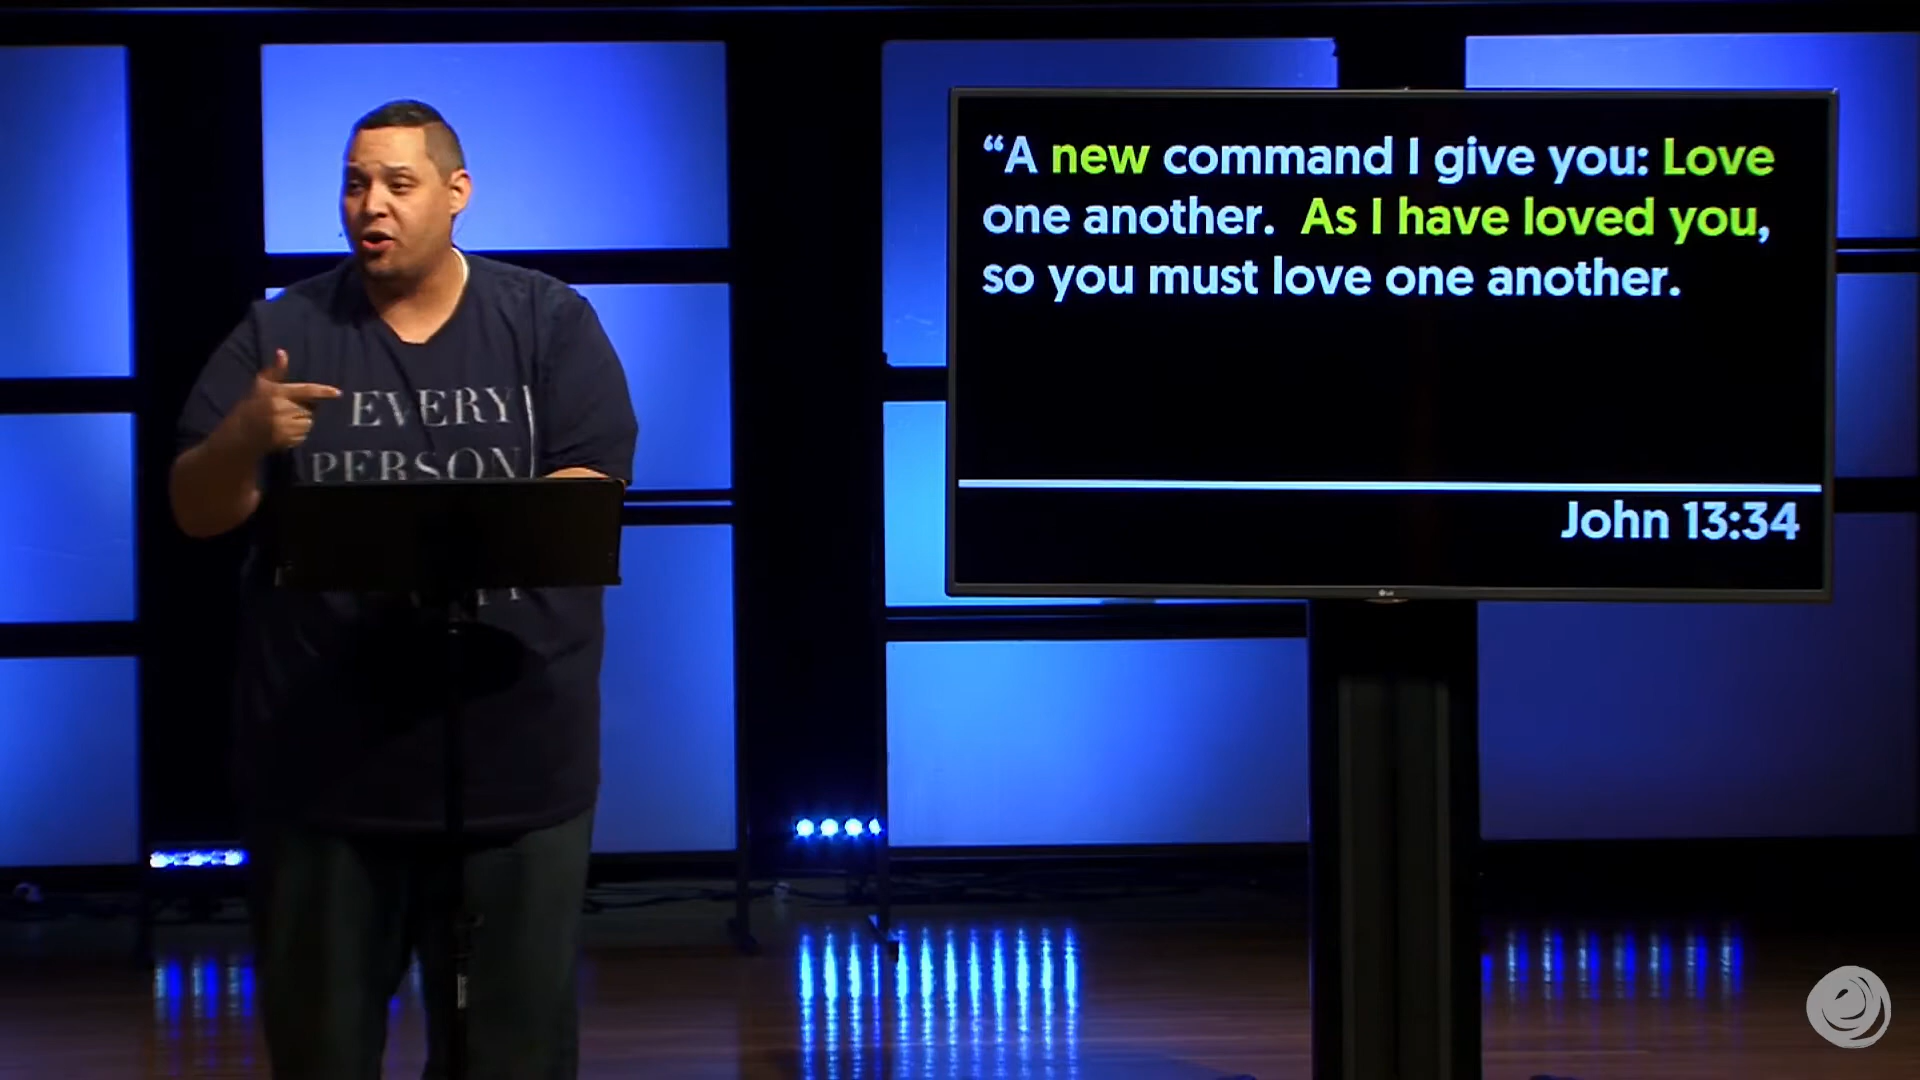 “A new command I give you: Love
one another. As I have loved you,
so you must love one another.
John 13:34
EVERY
PERSON
LG